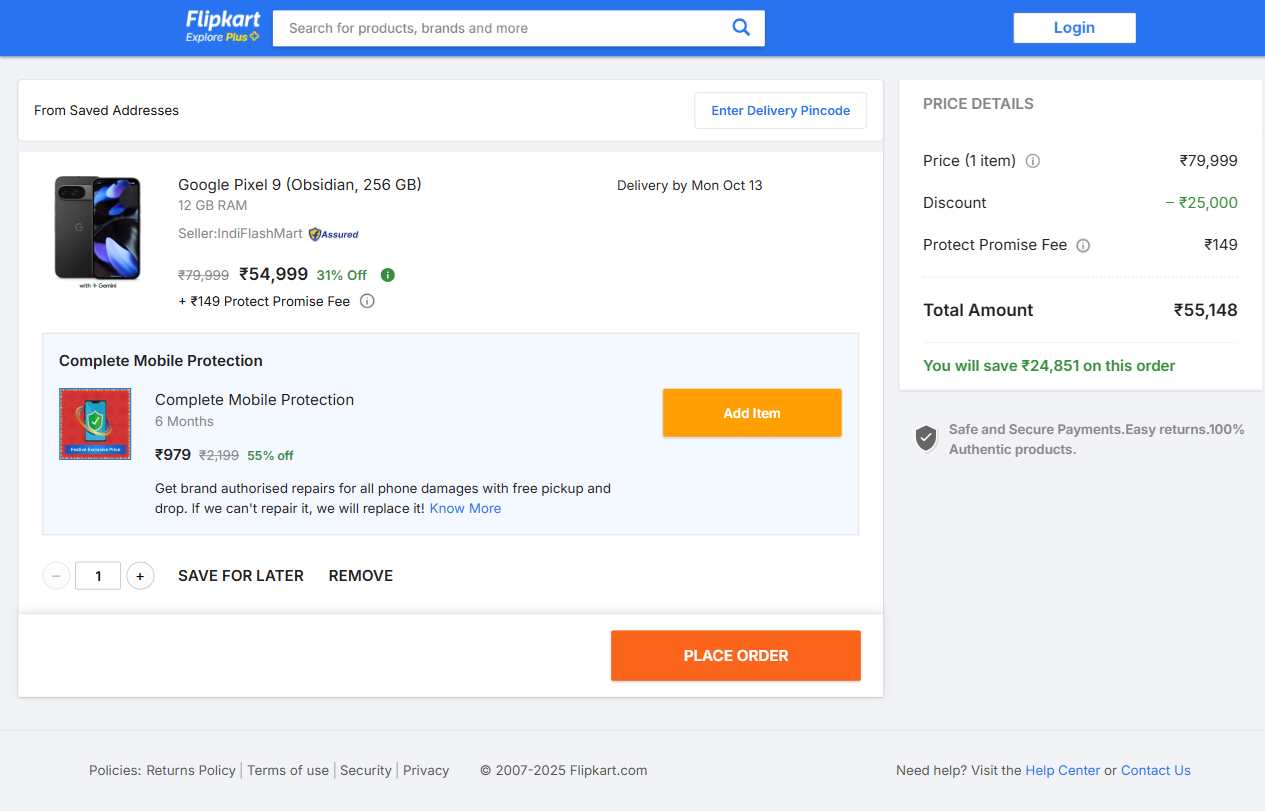 Flipkart
Explore Plus
Search for products, brands and more
Login
From Saved Addresses
Enter Delivery Pincode
Google Pixel 9 (Obsidian, 256 GB)
Delivery by Mon Oct 13
12 GB RAM
Seller:IndiFlashMart Assured
₹79,999 ₹54,999 31% Off
+ ₹149 Protect Promise Fee
with Gemini
Complete Mobile Protection
Complete Mobile Protection
6 Months
₹979 ₹2,199 55% off
Festive Exclusive Price
Get brand authorised repairs for all phone damages with free pickup and
drop. If we can't repair it, we will replace it! Know More
Add Item
− 1 + SAVE FOR LATER REMOVE
PLACE ORDER
PRICE DETAILS
Price (1 item) ₹79,999
Discount − ₹25,000
Protect Promise Fee ₹149
Total Amount ₹55,148
You will save ₹24,851 on this order
Safe and Secure Payments.Easy returns.100%
Authentic products.
Policies: Returns Policy | Terms of use | Security | Privacy © 2007-2025 Flipkart.com
Need help? Visit the Help Center or Contact Us